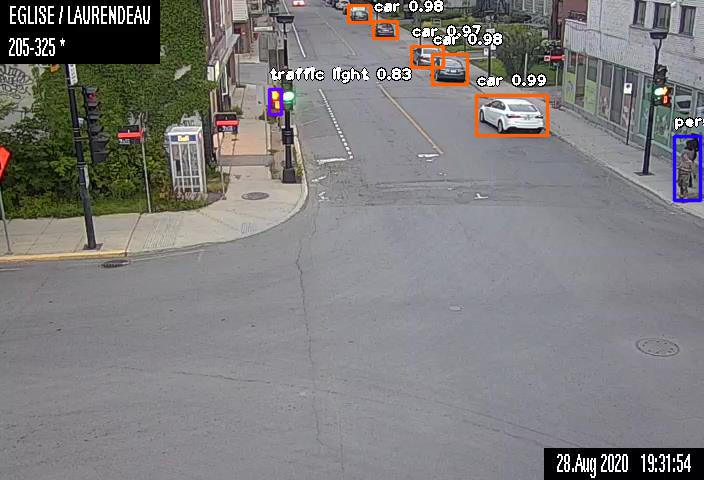 EGLISE / LAURENDEAU
205-325 *
car 0.98
car 0.97
car 0.98
traffic light 0.83
car 0.99
pers
28.Aug 2020 19:31:54